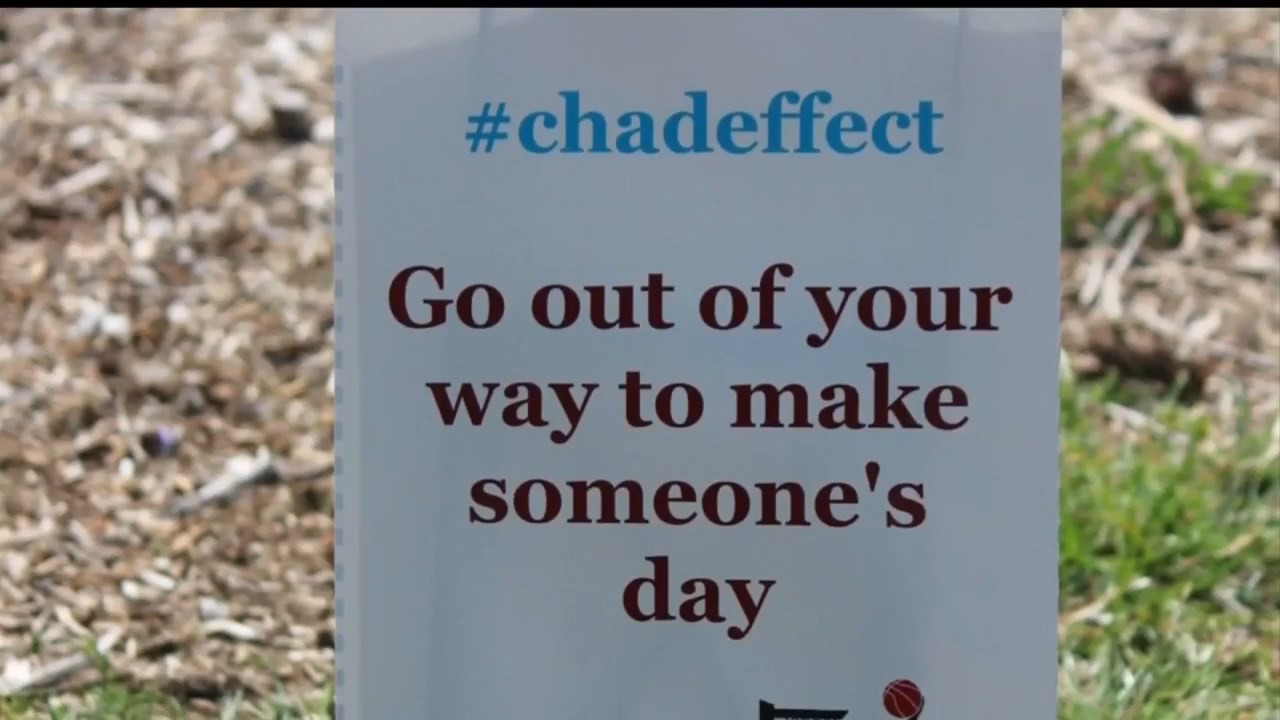 #chadeffect
Go out of your
way to make
someone's
day